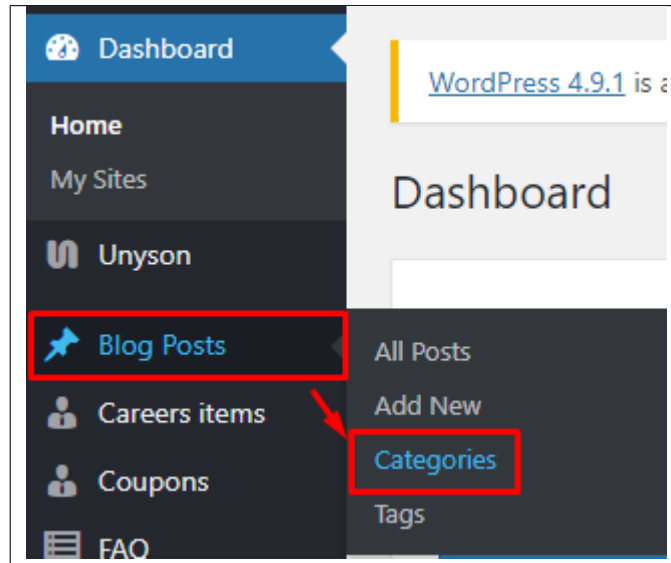 Dashboard
WordPress 4.9.1 is
Home
My Sites
Dashboard
Unyson
Blog Posts
All Posts
Careers items
Add New
Categories
Coupons
Tags
FAQ